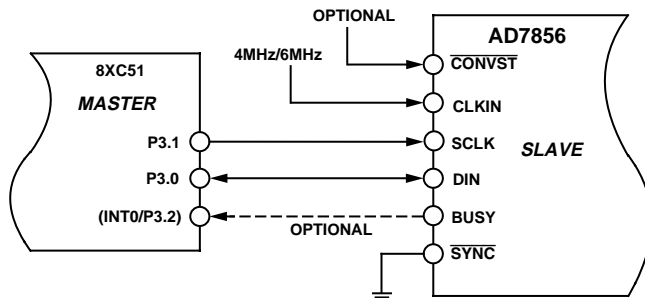 OPTIONAL
AD7856
4MHz/6MHz
8XC51
MASTER
CONVST
CLKIN
P3.1
SCLK
SLAVE
P3.0
DIN
(INT0/P3.2)
BUSY
OPTIONAL
SYNC